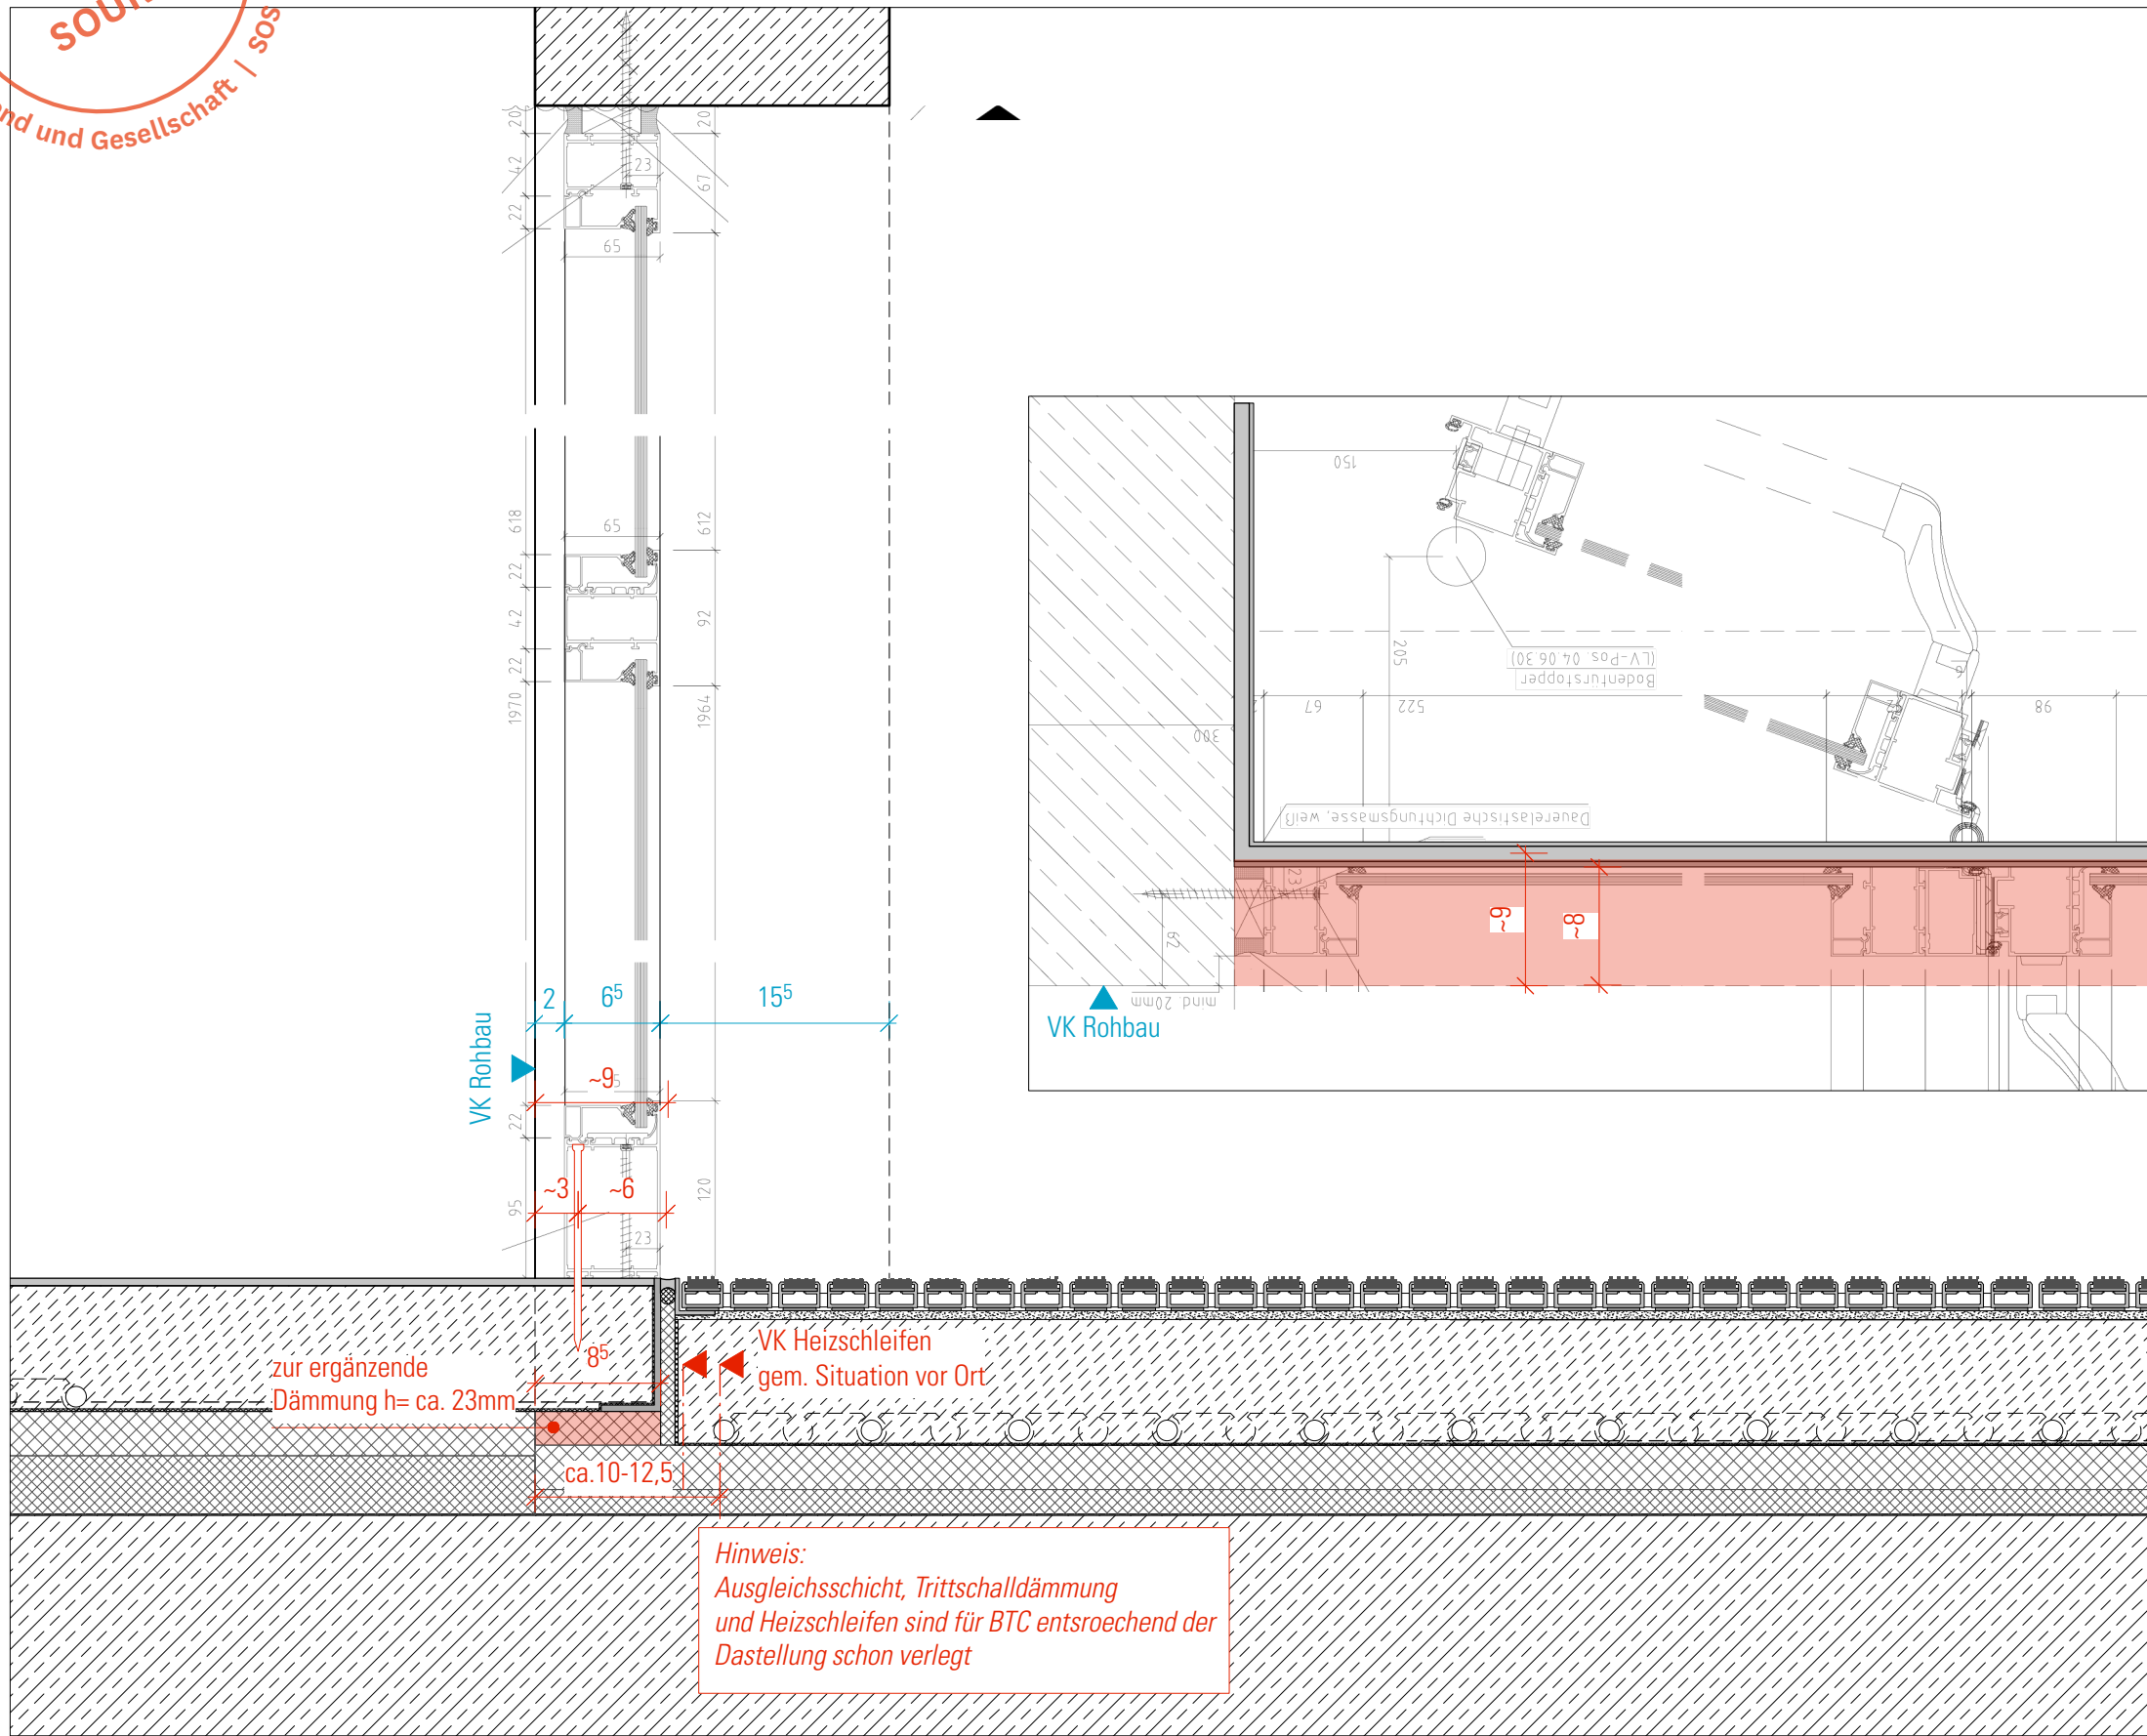 nd und Gesellschaft | SOS
20
42
22
20
23
67
65
618
22
42
22
1970
65
612
92
1964
2
6⁵
15⁵
VK Rohbau
~9
22
~3
~6
95
120
23
150
205
Bodentürstopper
(LV-Pos. 04.06.30)
67
522
98
300
Dauerelastische Dichtungsmasse, weiß
23
62
~9
~8
mind. 20mm
VK Rohbau
8⁵
zur ergänzende
Dämmung h= ca. 23mm
VK Heizschleifen
gem. Situation vor Ort
ca.10-12,5
Hinweis:
Ausgleichsschicht, Trittschalldämmung
und Heizschleifen sind für BTC entsroechend der
Dastellung schon verlegt